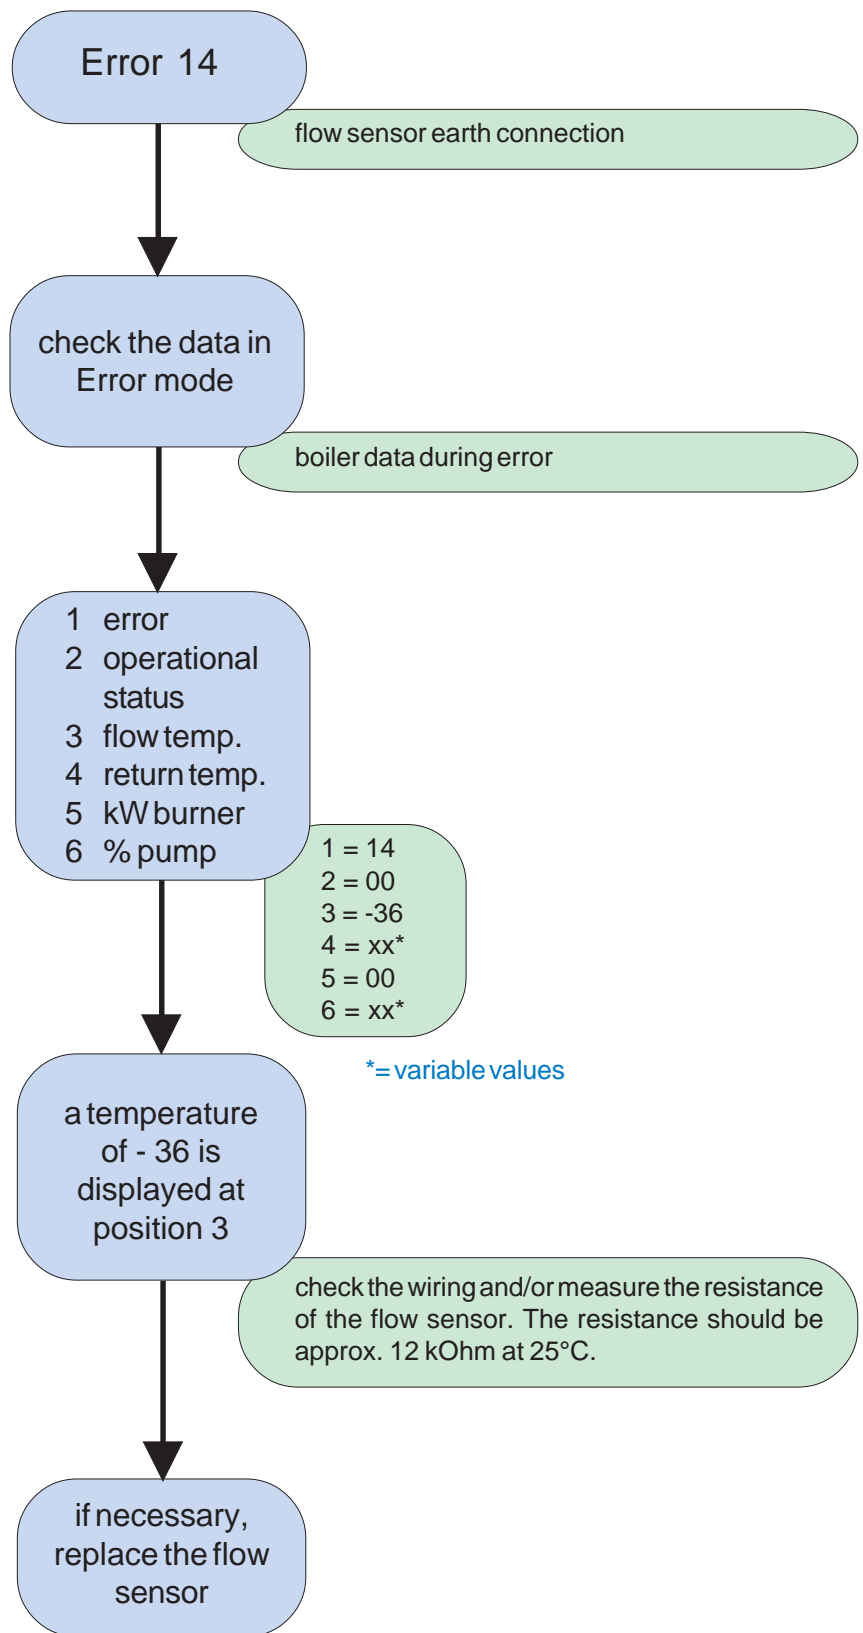 Error 14
flow sensor earth connection
check the data in
Error mode
boiler data during error
1 error
2 operational
status
3 flow temp.
4 return temp.
5 kW burner
6 % pump
1 = 14
2 = 00
3 = -36
4 = xx*
5 = 00
6 = xx*
*= variable values
a temperature
of - 36 is
displayed at
position 3
check the wiring and/or measure the resistance
of the flow sensor. The resistance should be
approx. 12 kOhm at 25°C.
if necessary,
replace the flow
sensor